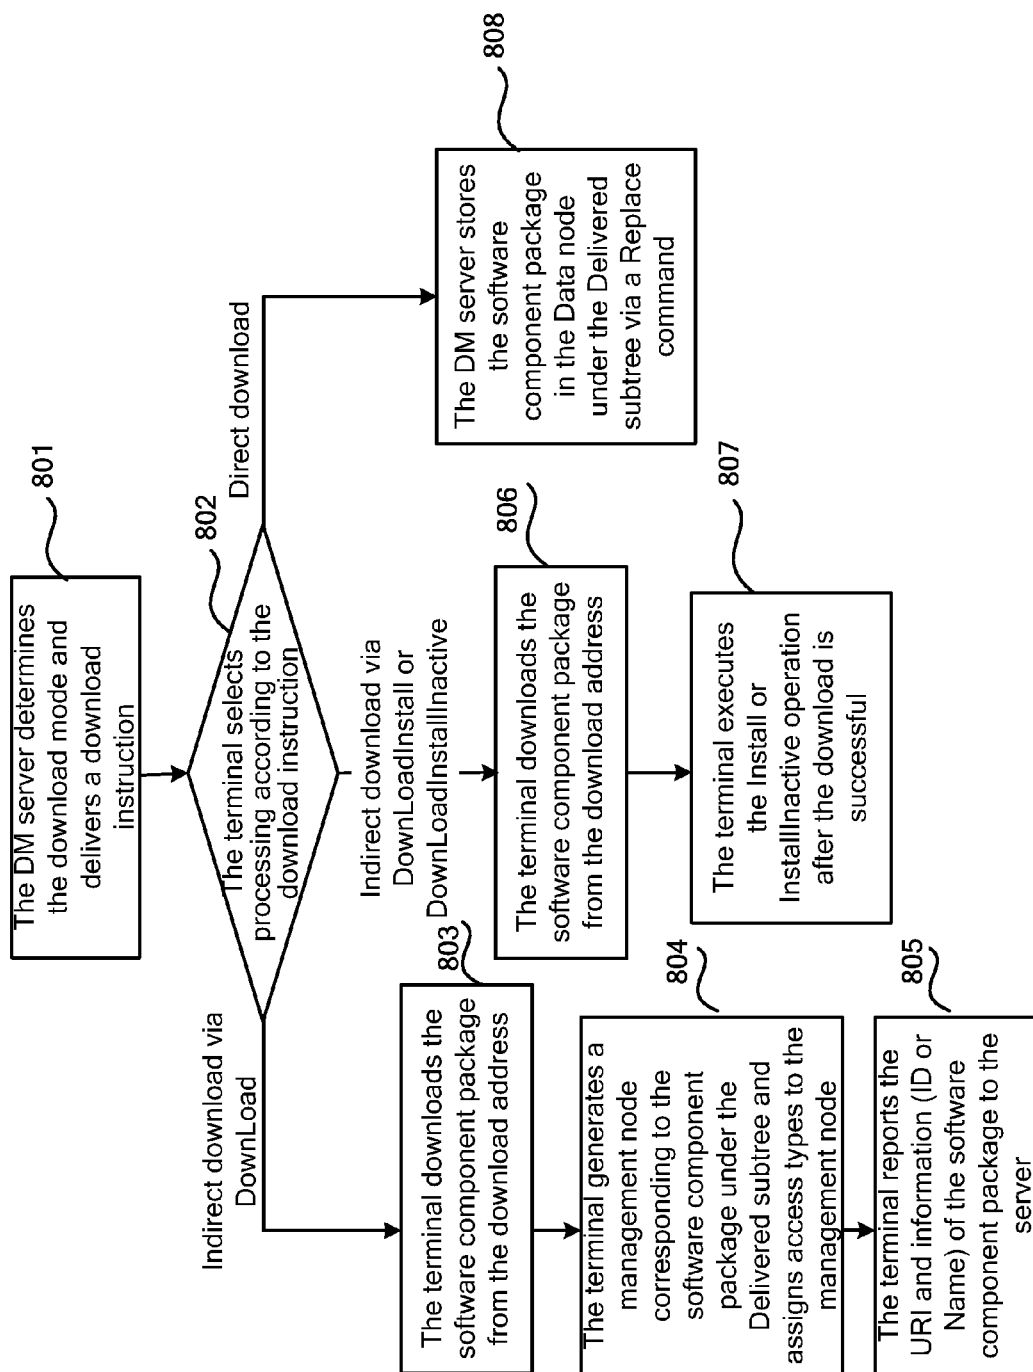 801
The DM server determines
the download mode and
delivers a download
instruction
802
The terminal selects
processing according to the
download instruction
Indirect download via
DownLoad
Indirect download via
DownLoadInstall or
DownLoadInstallInactive
Direct download
803
The terminal downloads the
software component package
from the download address
804
The terminal generates a
management node
corresponding to the
software component
package under the
Delivered subtree and
assigns access types to the
management node
805
The terminal reports the
URI and information (ID or
Name) of the software
component package to the
server
806
The terminal downloads the
software component package
from the download address
807
The terminal executes
the Install or
InstallInactive operation
after the download is
successful
808
The DM server stores
the software
component package
in the Data node
under the Delivered
subtree via a Replace
command